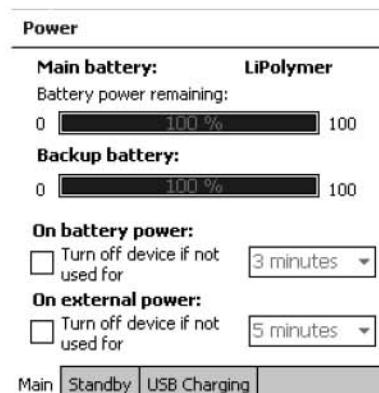 Power
Main battery: LiPolymer
Battery power remaining:
0 100 % 100
Backup battery:
0 100 % 100
On battery power:
Turn off device if not
used for
3 minutes
On external power:
Turn off device if not
used for
5 minutes
Main Standby USB Charging